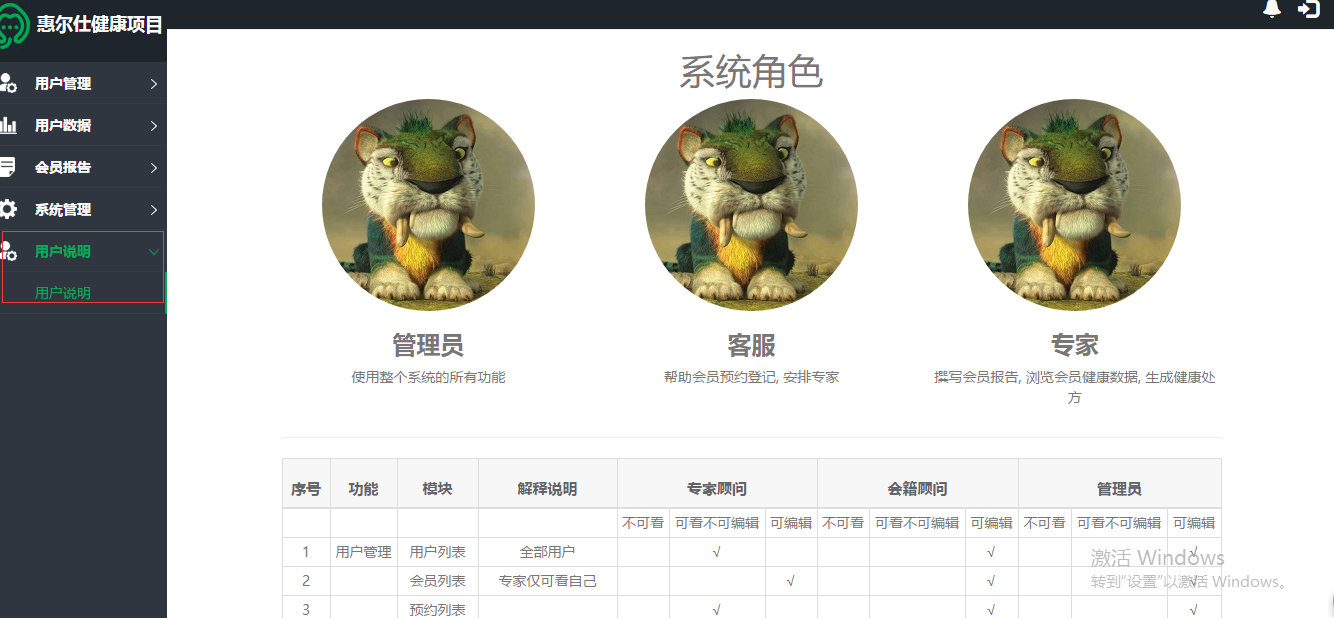 惠尔仕健康项目
用户管理
用户数据
会员报告
系统管理
用户说明
用户说明
系统角色
管理员 客服 专家
使用整个系统的所有功能 帮助会员预约登记, 安排专家 撰写会员报告, 浏览会员健康数据, 生成健康处
方
序号 功能 模块 解释说明 专家顾问 会籍顾问 管理员
不可看 可看不可编辑 可编辑 不可看 可看不可编辑 可编辑 不可看 可看不可编辑 可编辑
1 用户管理 用户列表 全部用户 √ √ √
2 会员列表 专家仅可看自己 √ √ √
3 预约列表 √ √ √
激活 Windows
转到“设置”以激活 Windows。